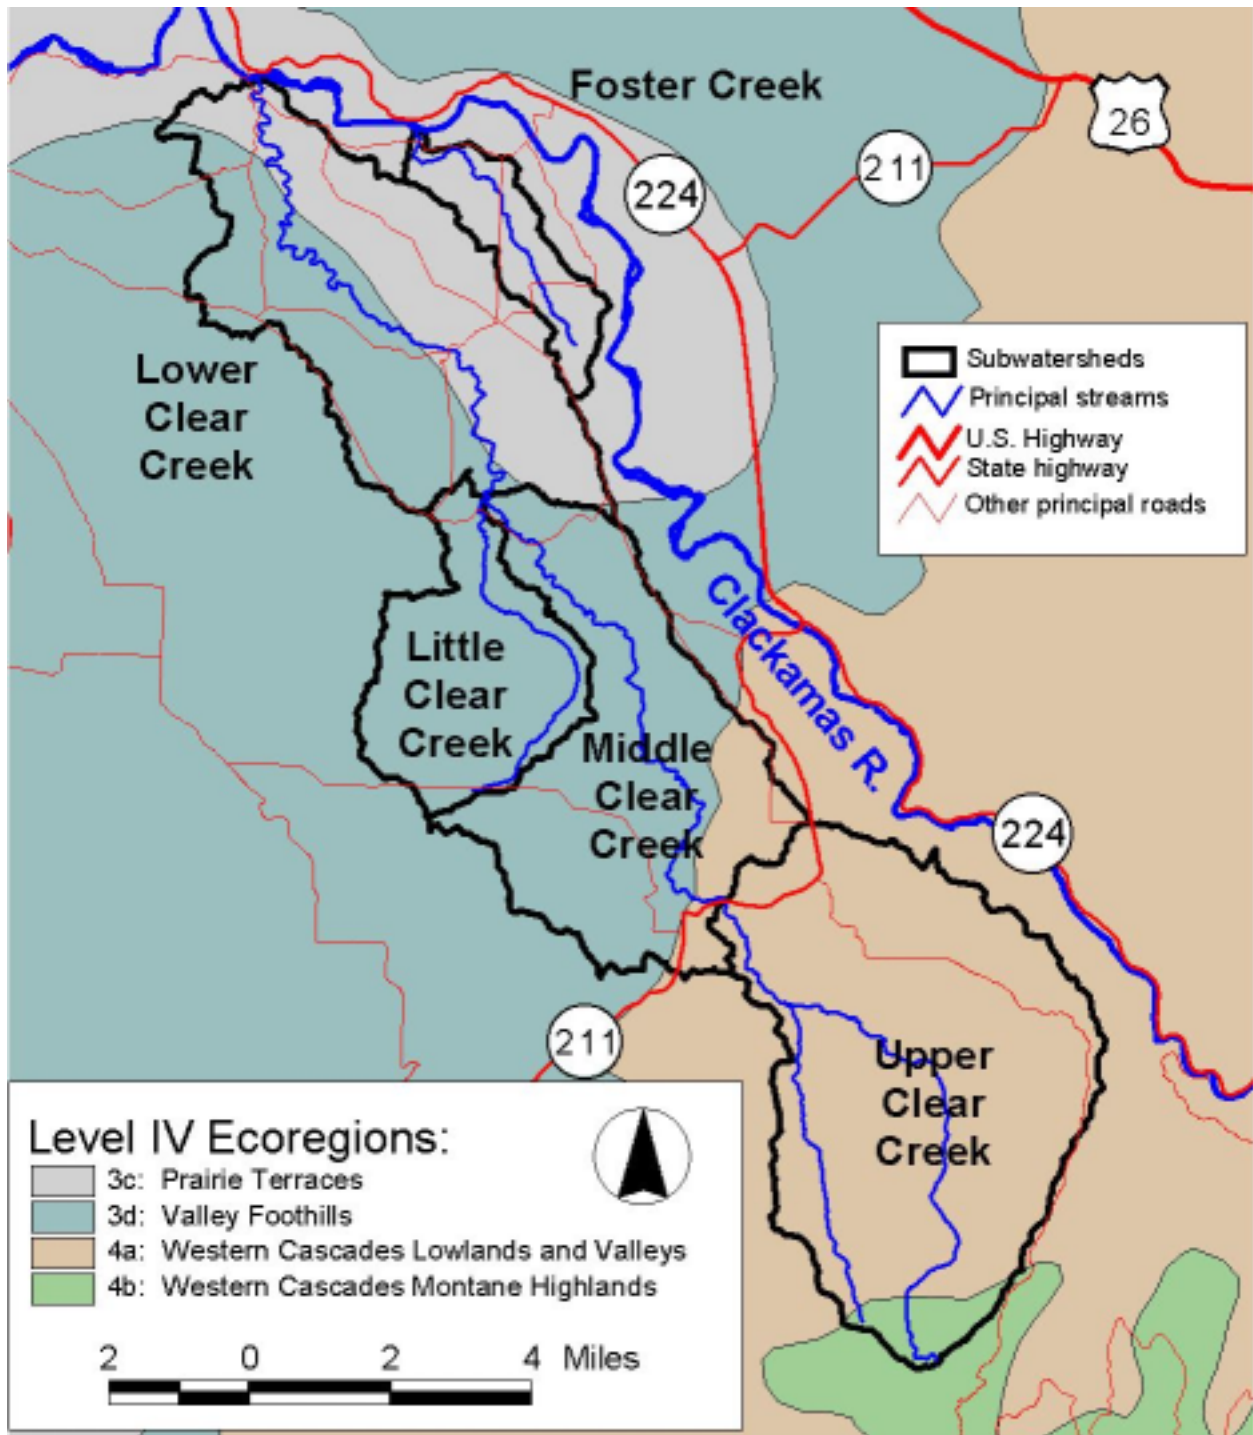 Foster Creek
26
211
224
Lower
Clear
Creek
Subwatersheds
Principal streams
U.S. Highway
State highway
Other principal roads
Clackamas R.
Little
Clear
Creek
Middle
Clear
Creek
224
211
Upper
Clear
Creek
Level IV Ecoregions:
3c: Prairie Terraces
3d: Valley Foothills
4a: Western Cascades Lowlands and Valleys
4b: Western Cascades Montane Highlands
2 0 2 4 Miles